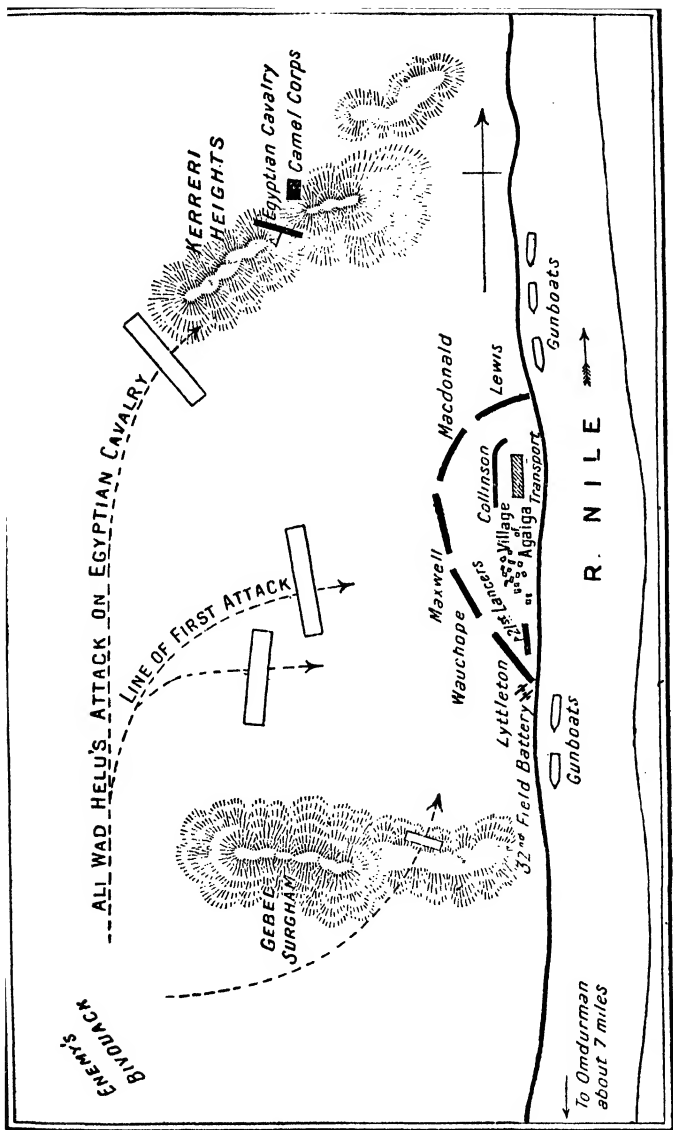 ALI WAD HELU'S ATTACK ON EGYPTIAN CAVALRY
ENEMY'S
BIVOUACK
LINE OF FIRST ATTACK
KERRERI
HEIGHTS
Egyptian Cavalry
Camel Corps
GEBEL
SURGHAM
Macdonald
Lewis
Maxwell
Wauchope
Lyttleton
32nd Field Battery
21st Lancers
Collinson
Village
of
Agaiga
Transport
Gunboats
Gunboats
R. NILE
To Omdurman
about 7 miles